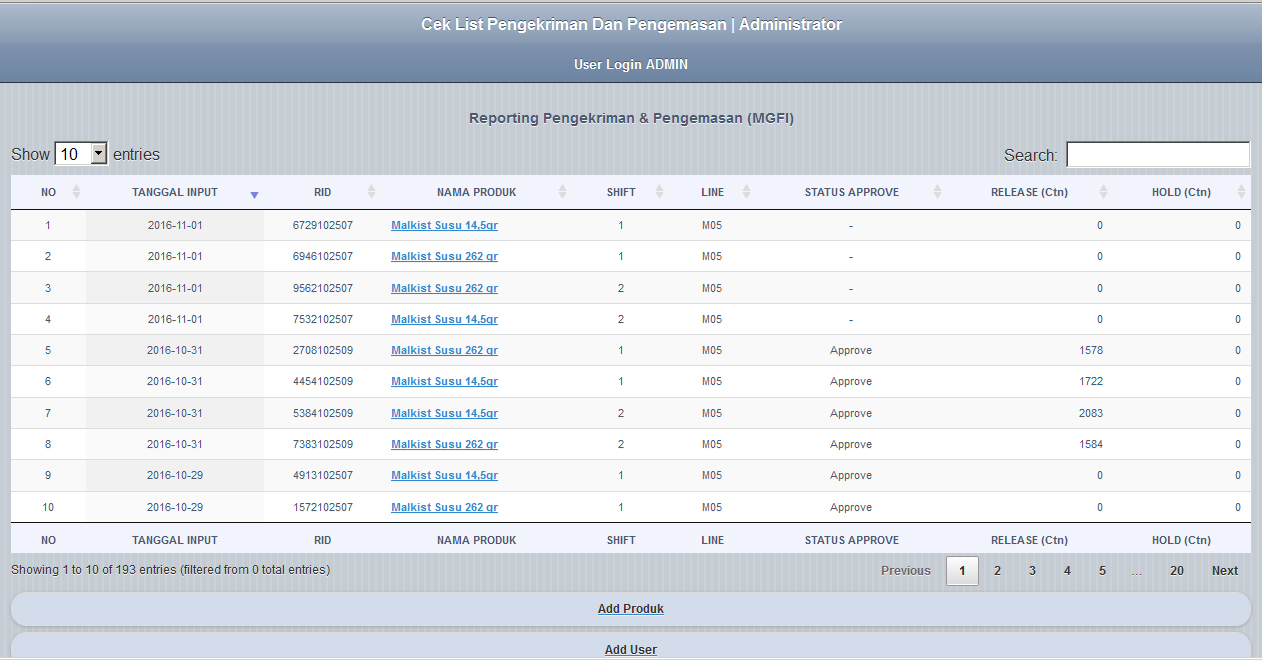 Cek List Pengekriman Dan Pengemasan | Administrator
User Login ADMIN
Reporting Pengekriman & Pengemasan (MGFI)
Show 10 entries Search:
NO TANGGAL INPUT RID NAMA PRODUK SHIFT LINE STATUS APPROVE RELEASE (Ctn) HOLD (Ctn)
1 2016-11-01 6729102507 Malkist Susu 14,5gr 1 M05 - 0 0
2 2016-11-01 6946102507 Malkist Susu 262 gr 1 M05 - 0 0
3 2016-11-01 9562102507 Malkist Susu 262 gr 2 M05 - 0 0
4 2016-11-01 7532102507 Malkist Susu 14,5gr 2 M05 - 0 0
5 2016-10-31 2708102509 Malkist Susu 262 gr 1 M05 Approve 1578 0
6 2016-10-31 4454102509 Malkist Susu 14,5gr 1 M05 Approve 1722 0
7 2016-10-31 5384102509 Malkist Susu 14,5gr 2 M05 Approve 2083 0
8 2016-10-31 7383102509 Malkist Susu 262 gr 2 M05 Approve 1584 0
9 2016-10-29 4913102507 Malkist Susu 14,5gr 1 M05 Approve 0 0
10 2016-10-29 1572102507 Malkist Susu 262 gr 1 M05 Approve 0 0
NO TANGGAL INPUT RID NAMA PRODUK SHIFT LINE STATUS APPROVE RELEASE (Ctn) HOLD (Ctn)
Showing 1 to 10 of 193 entries (filtered from 0 total entries) Previous 1 2 3 4 5 ... 20 Next
Add Produk
Add User